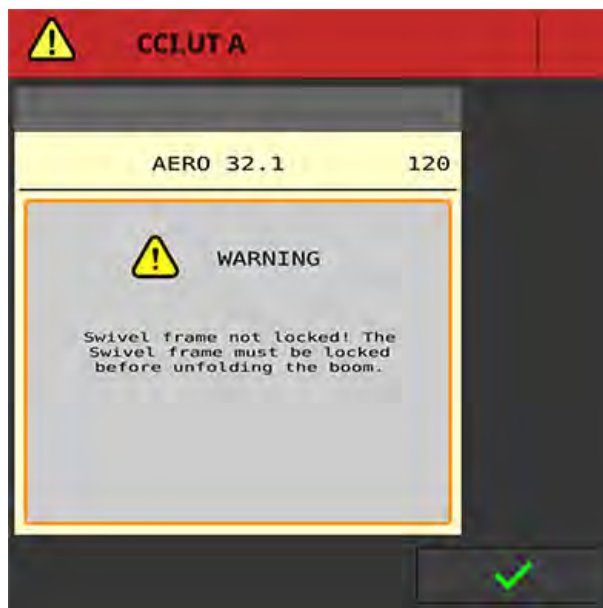 CCI.UT A
AERO 32.1 120
WARNING
Swivel frame not locked! The
Swivel frame must be locked
before unfolding the boom.